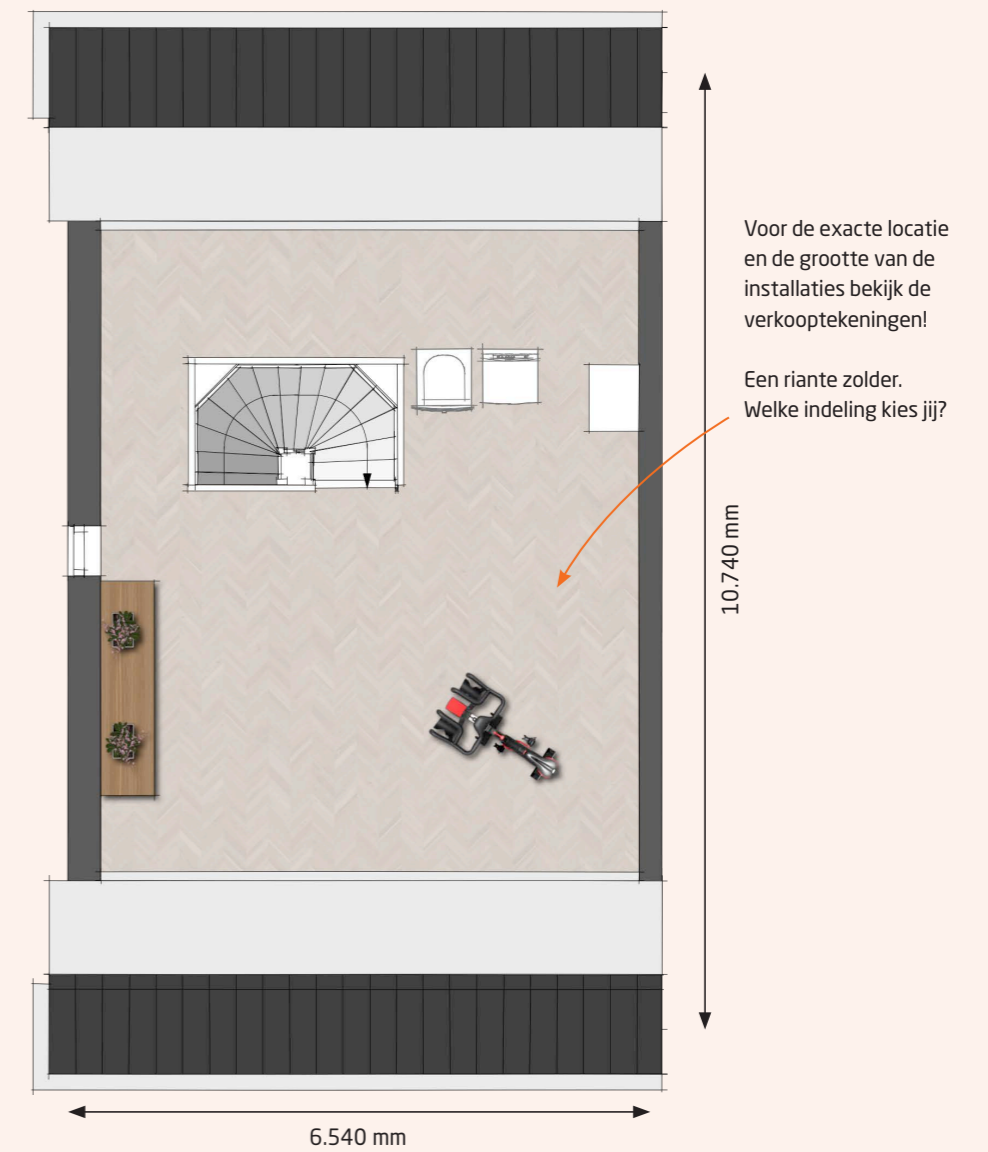 Voor de exacte locatie
en de grootte van de
installaties bekijk de
verkooptekeningen!
Een riante zolder.
Welke indeling kies jij?
10.740 mm
6.540 mm